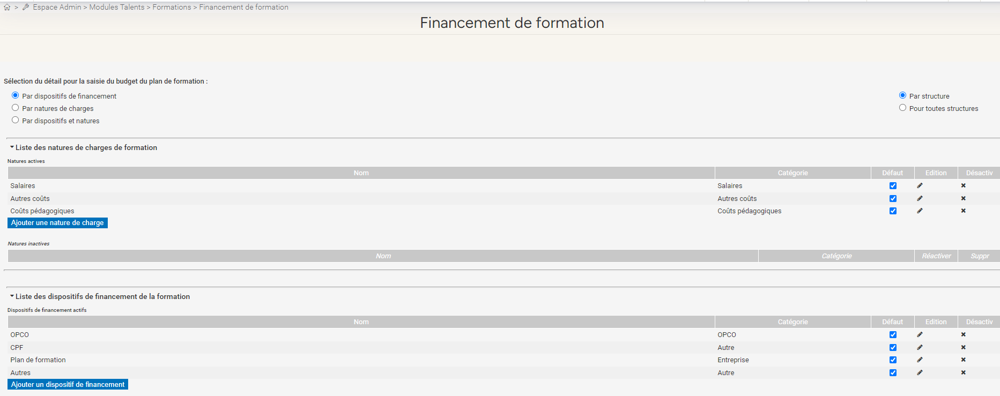 > Espace Admin > Modules Talents > Formations > Financement de formation
Financement de formation
Sélection du détail pour la saisie du budget du plan de formation :
Par dispositifs de financement Par structure
Par natures de charges Pour toutes structures
Par dispositifs et natures
Liste des natures de charges de formation
Natures actives
Nom Catégorie Défaut Edition Désactiv
Salaires Salaires
Autres coûts Autres coûts
Coûts pédagogiques Coûts pédagogiques
Ajouter une nature de charge
Natures inactives
Nom Catégorie Réactiver Suppr
Liste des dispositifs de financement de la formation
Dispositifs de financement actifs
Nom Catégorie Défaut Edition Désactiv
OPCO OPCO
CPF Autre
Plan de formation Entreprise
Autres Autre
Ajouter un dispositif de financement